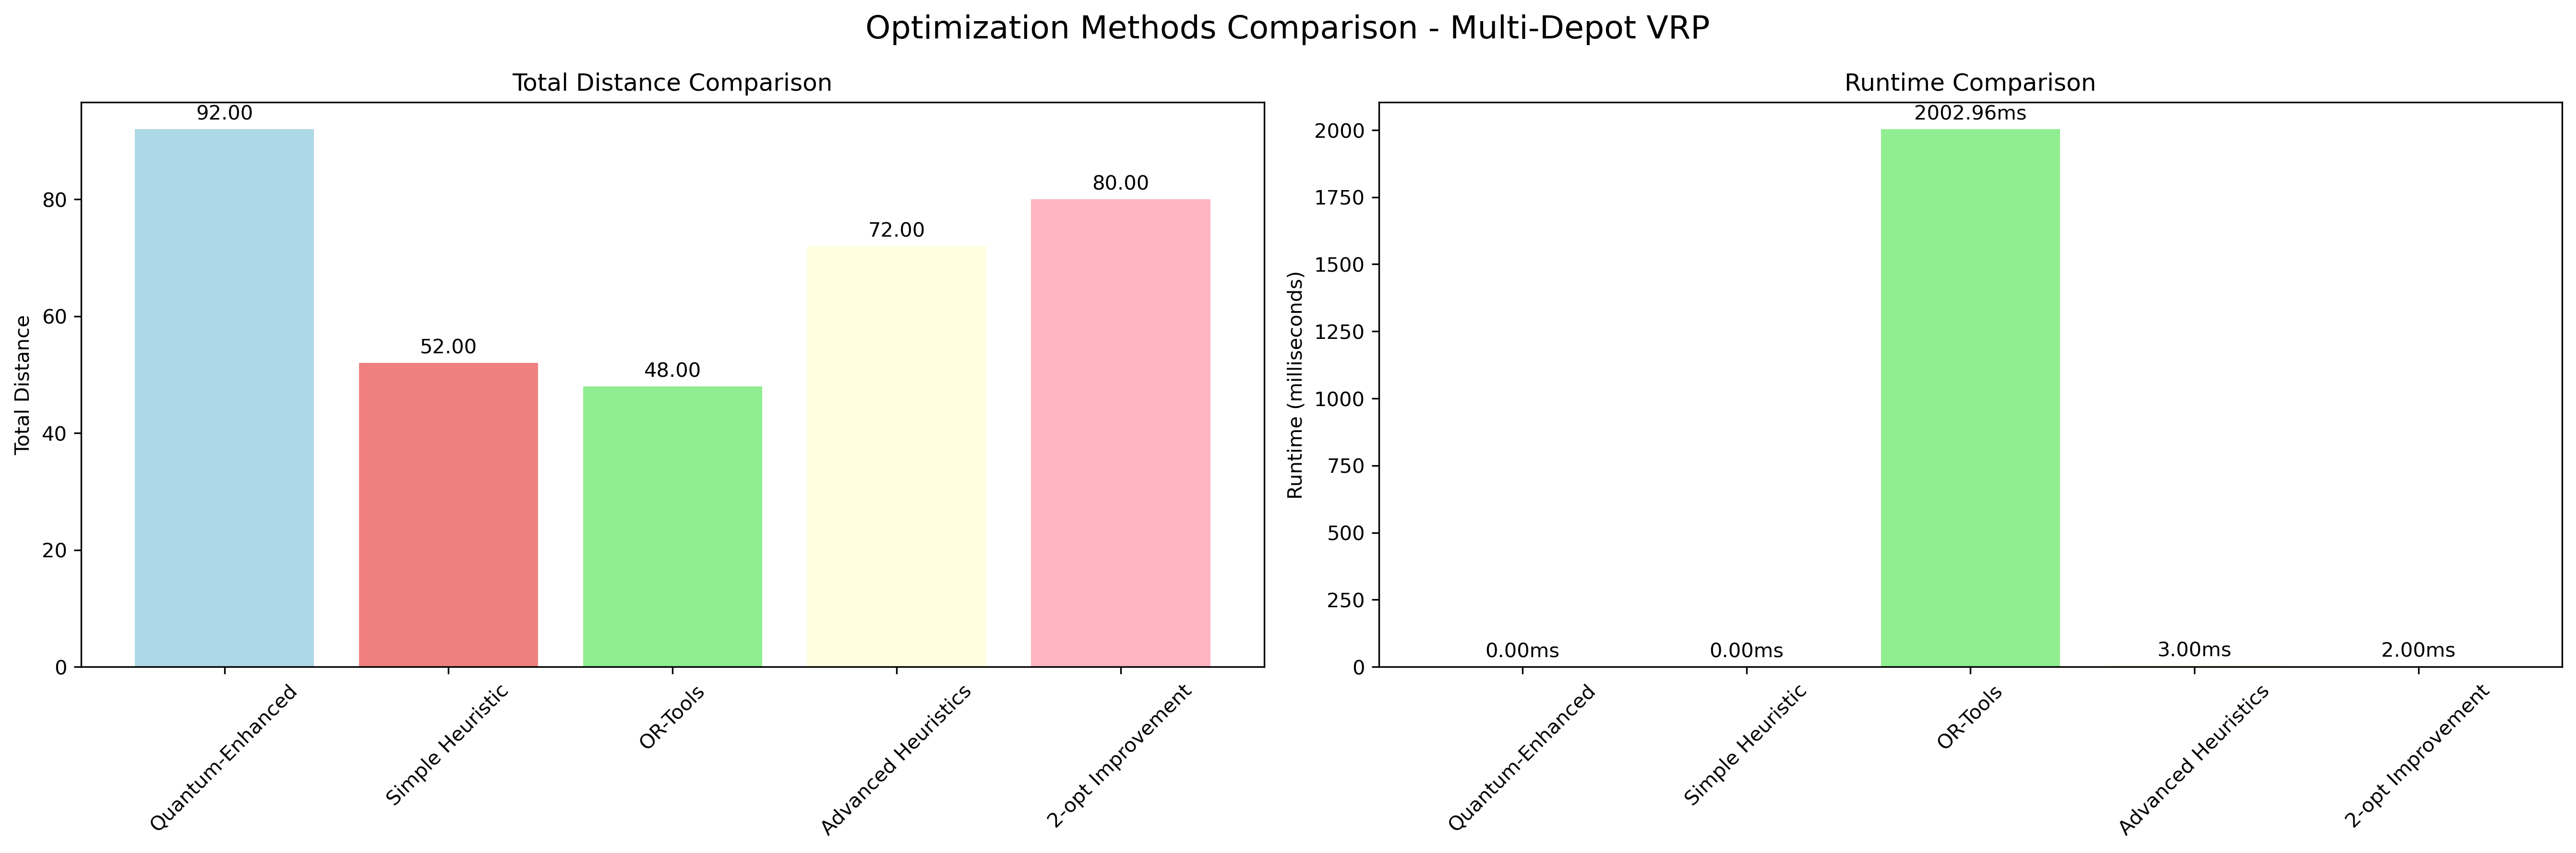 Optimization Methods Comparison - Multi-Depot VRP
Total Distance Comparison
Total Distance
80
60
40
20
0
92.00
52.00
48.00
72.00
80.00
Quantum-Enhanced
Simple Heuristic
OR-Tools
Advanced Heuristics
2-opt Improvement
Runtime Comparison
Runtime (milliseconds)
2000
1750
1500
1250
1000
750
500
250
0
0.00ms
0.00ms
2002.96ms
3.00ms
2.00ms
Quantum-Enhanced
Simple Heuristic
OR-Tools
Advanced Heuristics
2-opt Improvement